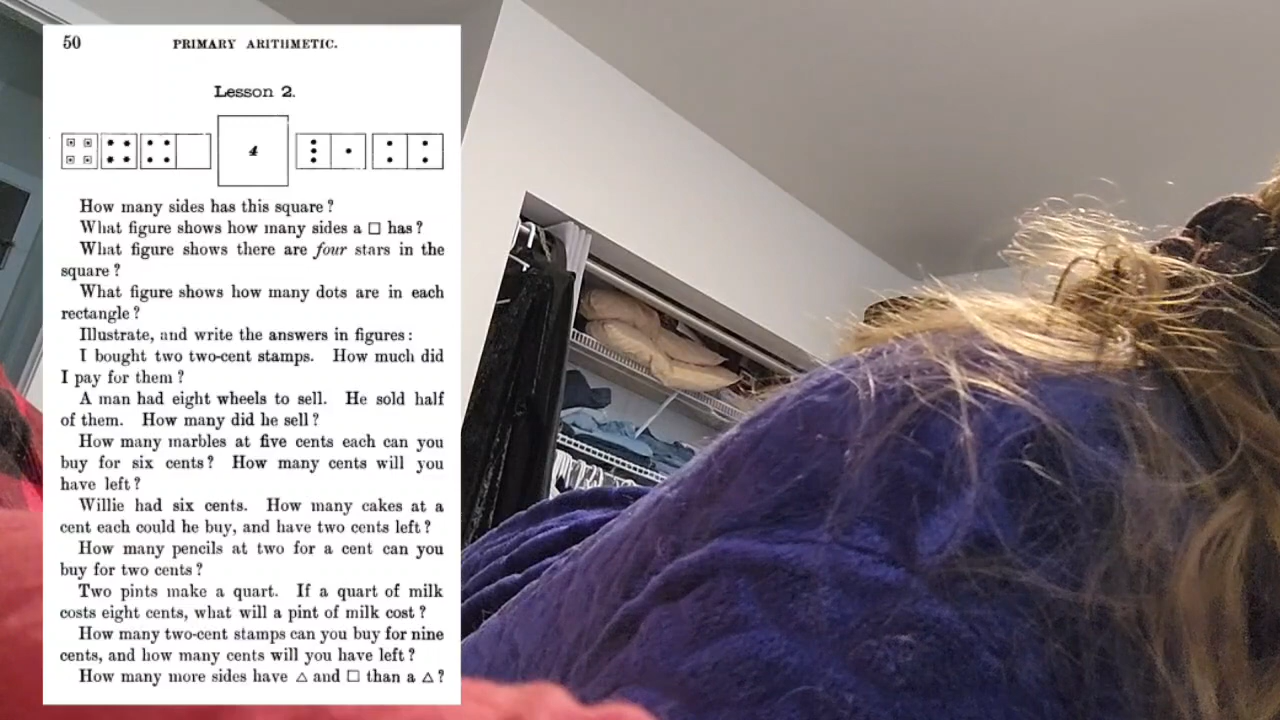 50 PRIMARY ARITHMETIC.
Lesson 2.
4
How many sides has this square?
What figure shows how many sides a □ has?
What figure shows there are four stars in the
square?
What figure shows how many dots are in each
rectangle?
Illustrate, and write the answers in figures:
I bought two two-cent stamps. How much did
I pay for them?
A man had eight wheels to sell. He sold half
of them. How many did he sell?
How many marbles at five cents each can you
buy for six cents? How many cents will you
have left?
Willie had six cents. How many cakes at a
cent each could he buy, and have two cents left?
How many pencils at two for a cent can you
buy for two cents?
Two pints make a quart. If a quart of milk
costs eight cents, what will a pint of milk cost?
How many two-cent stamps can you buy for nine
cents, and how many cents will you have left?
How many more sides have △ and □ than a △?